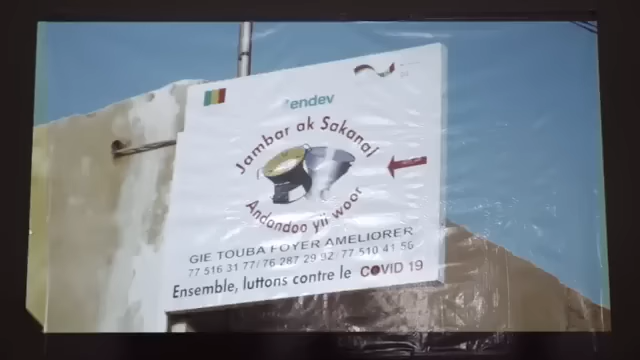 endev
Jambar ak Sakanal
Andandoo yii woor
GIE TOUBA FOYER AMELIORER
77 516 31 77/ 76 287 29 92/ 77 510 41 56
Ensemble, luttons contre le COVID 19